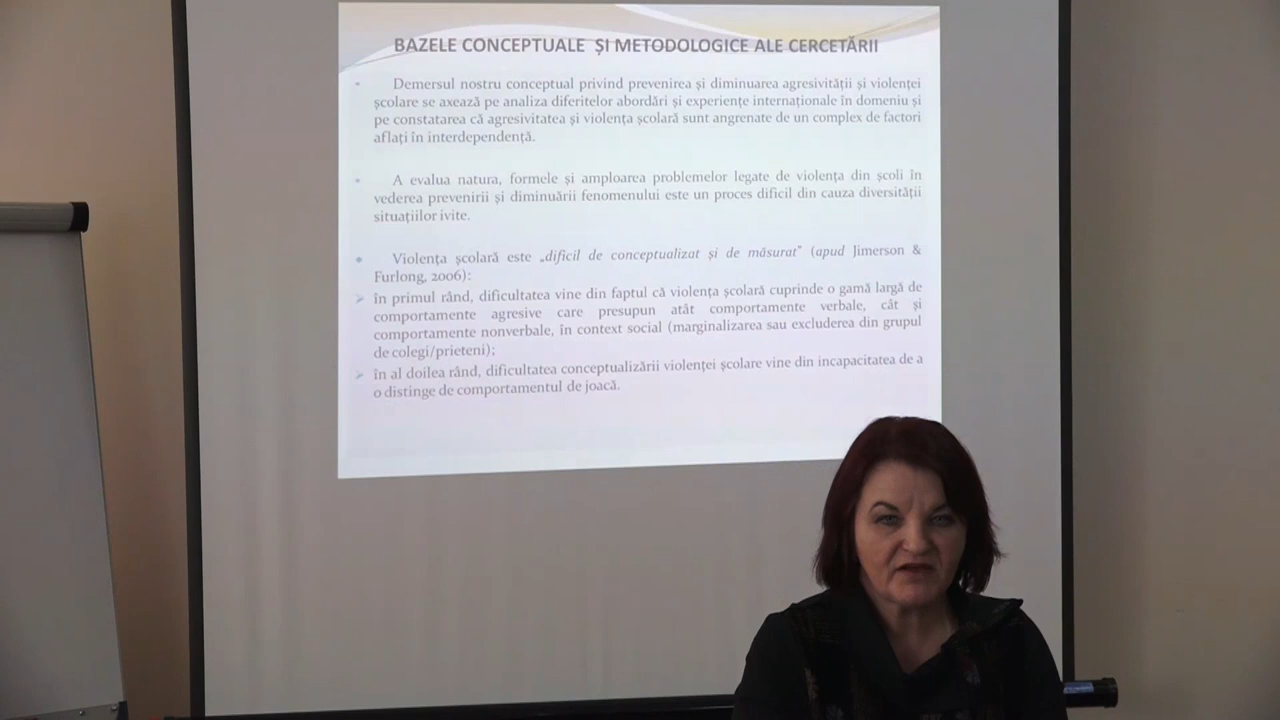 BAZELE CONCEPTUALE ȘI METODOLOGICE ALE CERCETĂRII
Demersul nostru conceptual privind prevenirea și diminuarea agresivității și violenței
școlare se axează pe analiza diferitelor abordări și experiențe internaționale în domeniu și
pe constatarea că agresivitatea și violența școlară sunt angrenate de un complex de factori
aflați în interdependență.
A evalua natura, formele și amploarea problemelor legate de violența din școli în
vederea prevenirii și diminuării fenomenului este un proces dificil din cauza diversității
situațiilor ivite.
Violența școlară este „dificil de conceptualizat și de măsurat" (apud Jimerson &
Furlong, 2006):
în primul rând, dificultatea vine din faptul că violența școlară cuprinde o gamă largă de
comportamente agresive care presupun atât comportamente verbale, cât și
comportamente nonverbale, în context social (marginalizarea sau excluderea din grupul
de colegi/prieteni);
în al doilea rând, dificultatea conceptualizării violenței școlare vine din incapacitatea de a
o distinge de comportamentul de joacă.